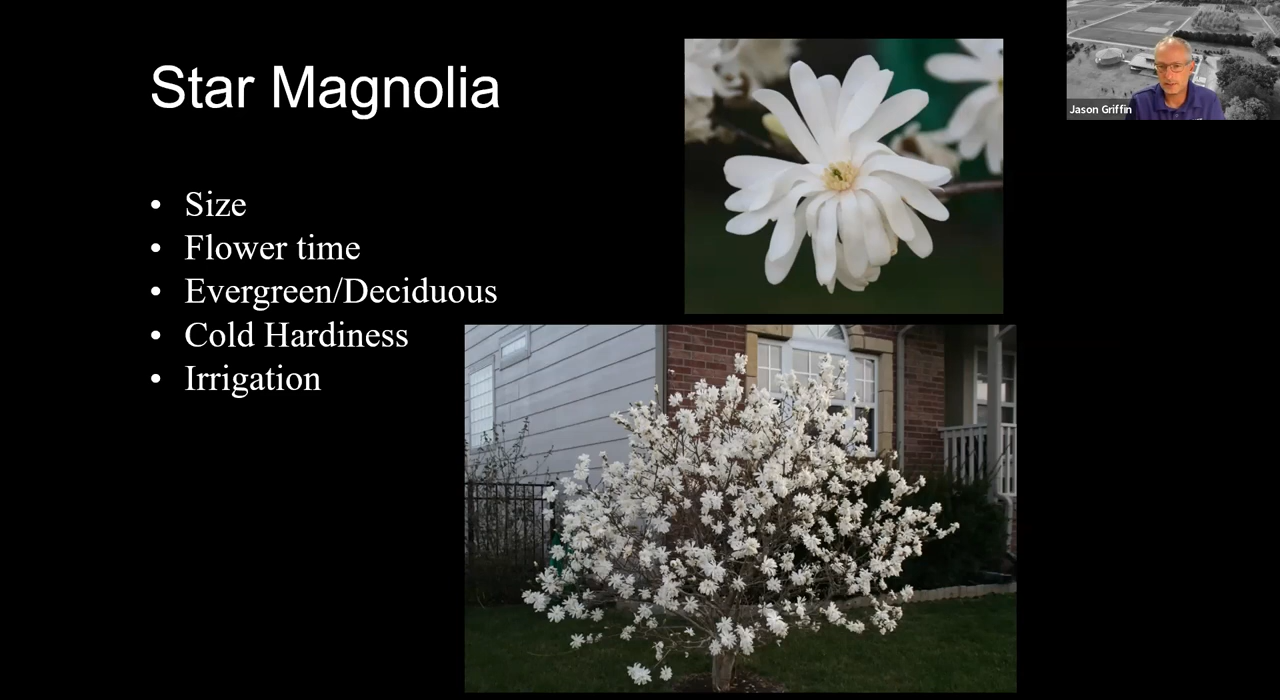 Star Magnolia
• Size
• Flower time
• Evergreen/Deciduous
• Cold Hardiness
• Irrigation
Jason Griffin